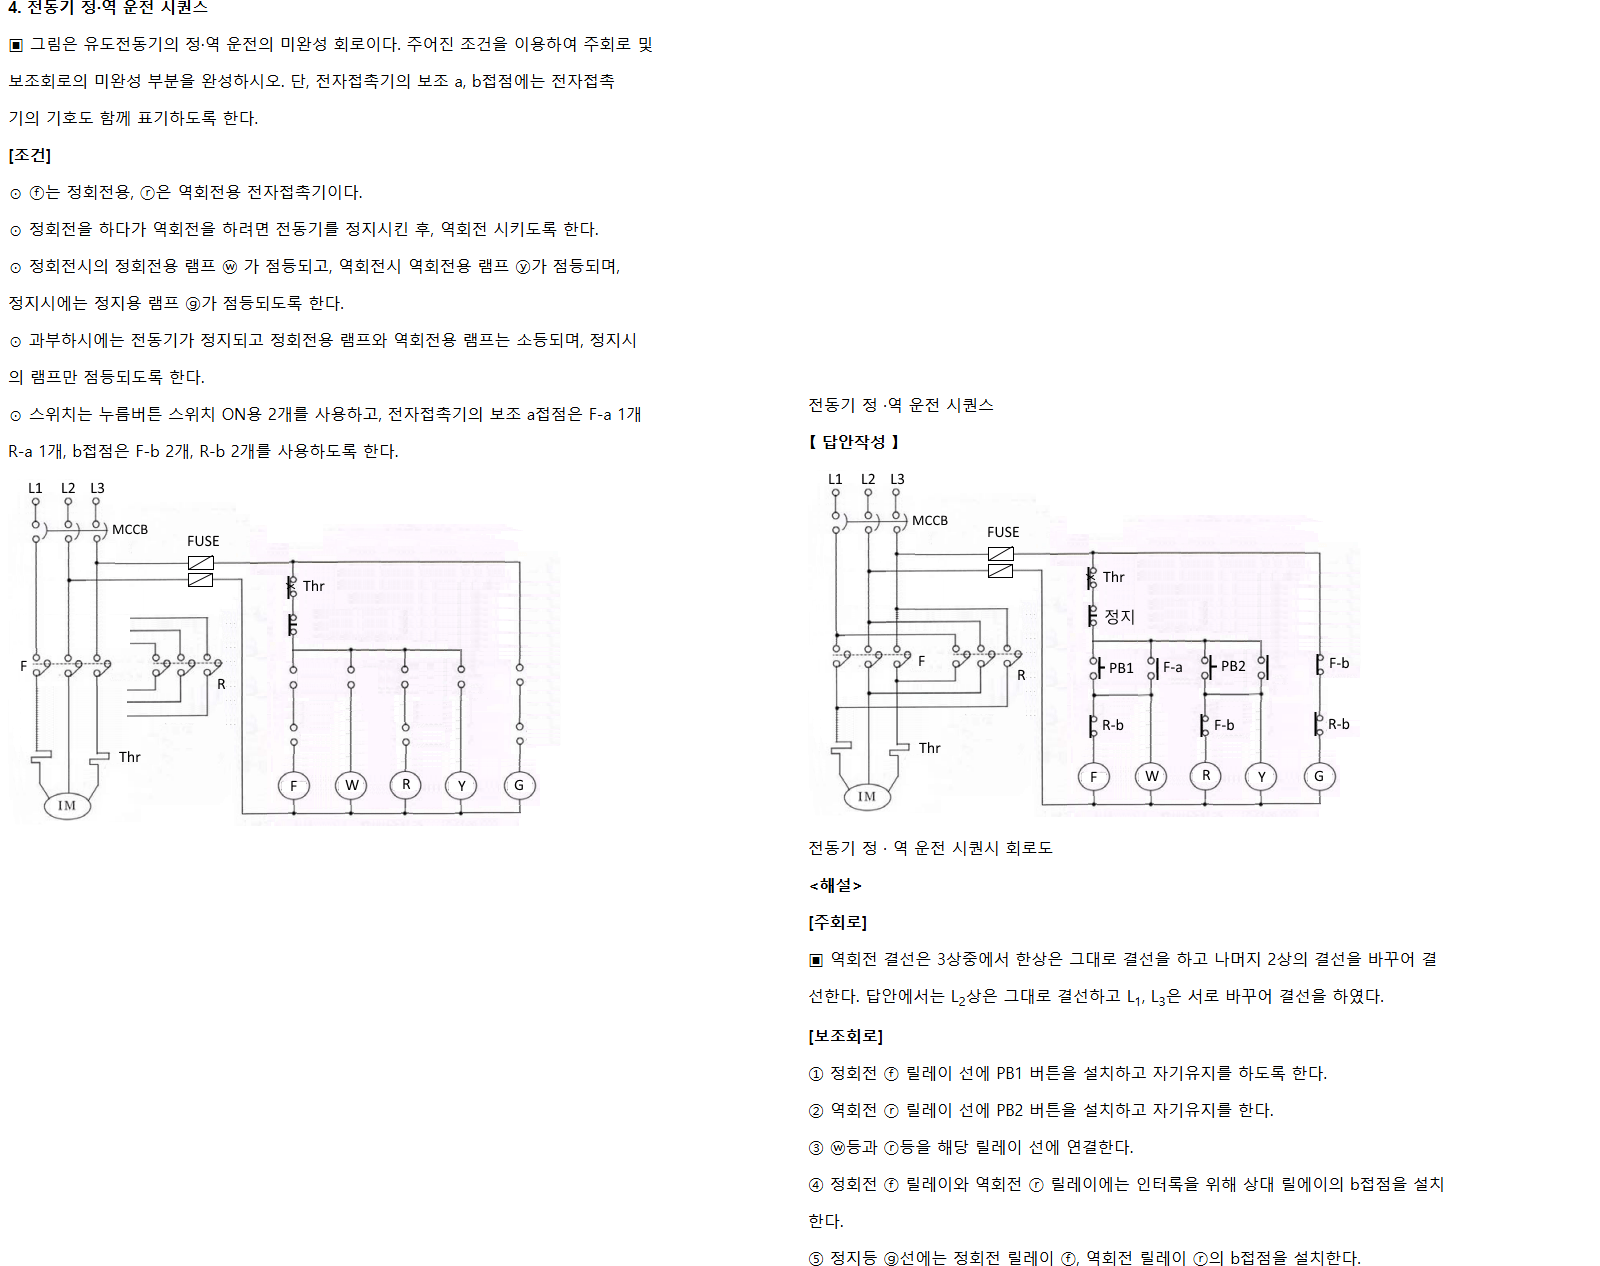 4. 전동기 정·역 운전 시퀀스
▣ 그림은 유도전동기의 정·역 운전의 미완성 회로이다. 주어진 조건을 이용하여 주회로 및
보조회로의 미완성 부분을 완성하시오. 단, 전자접촉기의 보조 a, b접점에는 전자접촉
기의 기호도 함께 표기하도록 한다.
[조건]
⊙ ⓕ는 정회전용, ⓡ은 역회전용 전자접촉기이다.
⊙ 정회전을 하다가 역회전을 하려면 전동기를 정지시킨 후, 역회전 시키도록 한다.
⊙ 정회전시의 정회전용 램프 ⓦ 가 점등되고, 역회전시 역회전용 램프 ⓨ가 점등되며,
정지시에는 정지용 램프 ⓖ가 점등되도록 한다.
⊙ 과부하시에는 전동기가 정지되고 정회전용 램프와 역회전용 램프는 소등되며, 정지시
의 램프만 점등되도록 한다.
⊙ 스위치는 누름버튼 스위치 ON용 2개를 사용하고, 전자접촉기의 보조 a접점은 F-a 1개
R-a 1개, b접점은 F-b 2개, R-b 2개를 사용하도록 한다.
L1 L2 L3
MCCB
FUSE
Thr
F
R
Thr
F W R Y G
IM
전동기 정 ·역 운전 시퀀스
【 답안작성 】
L1 L2 L3
MCCB
FUSE
Thr
정지
F
PB1 F-a PB2 F-b
R
R-b F-b R-b
Thr
F W R Y G
IM
전동기 정 · 역 운전 시퀀시 회로도
<해설>
[주회로]
▣ 역회전 결선은 3상중에서 한상은 그대로 결선을 하고 나머지 2상의 결선을 바꾸어 결
선한다. 답안에서는 L2상은 그대로 결선하고 L1, L3은 서로 바꾸어 결선을 하였다.
[보조회로]
① 정회전 ⓕ 릴레이 선에 PB1 버튼을 설치하고 자기유지를 하도록 한다.
② 역회전 ⓡ 릴레이 선에 PB2 버튼을 설치하고 자기유지를 한다.
③ ⓦ등과 ⓡ등을 해당 릴레이 선에 연결한다.
④ 정회전 ⓕ 릴레이와 역회전 ⓡ 릴레이에는 인터록을 위해 상대 릴에이의 b접점을 설치
한다.
⑤ 정지등 ⓖ선에는 정회전 릴레이 ⓕ, 역회전 릴레이 ⓡ의 b접점을 설치한다.